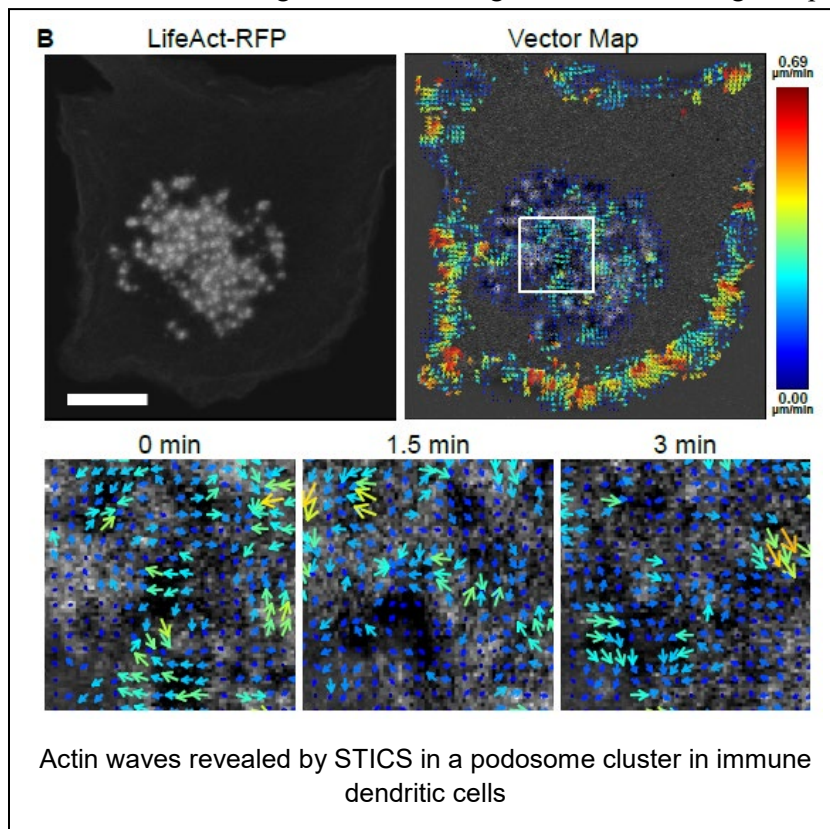 B LifeAct-RFP Vector Map
0.69
µm/min
0.00
µm/min
0 min 1.5 min 3 min
Actin waves revealed by STICS in a podosome cluster in immune
dendritic cells